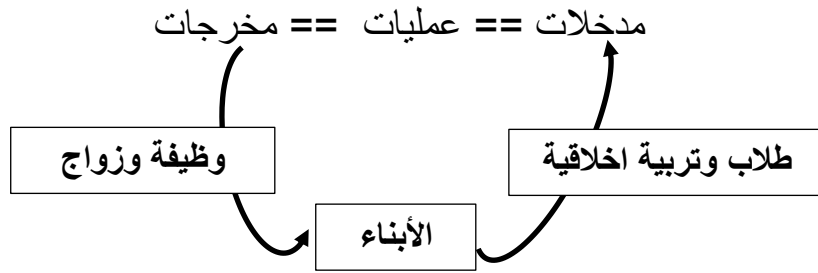 مدخلات == عمليات == مخرجات
طلاب وتربية اخلاقية
وظيفة وزواج
الأبناء